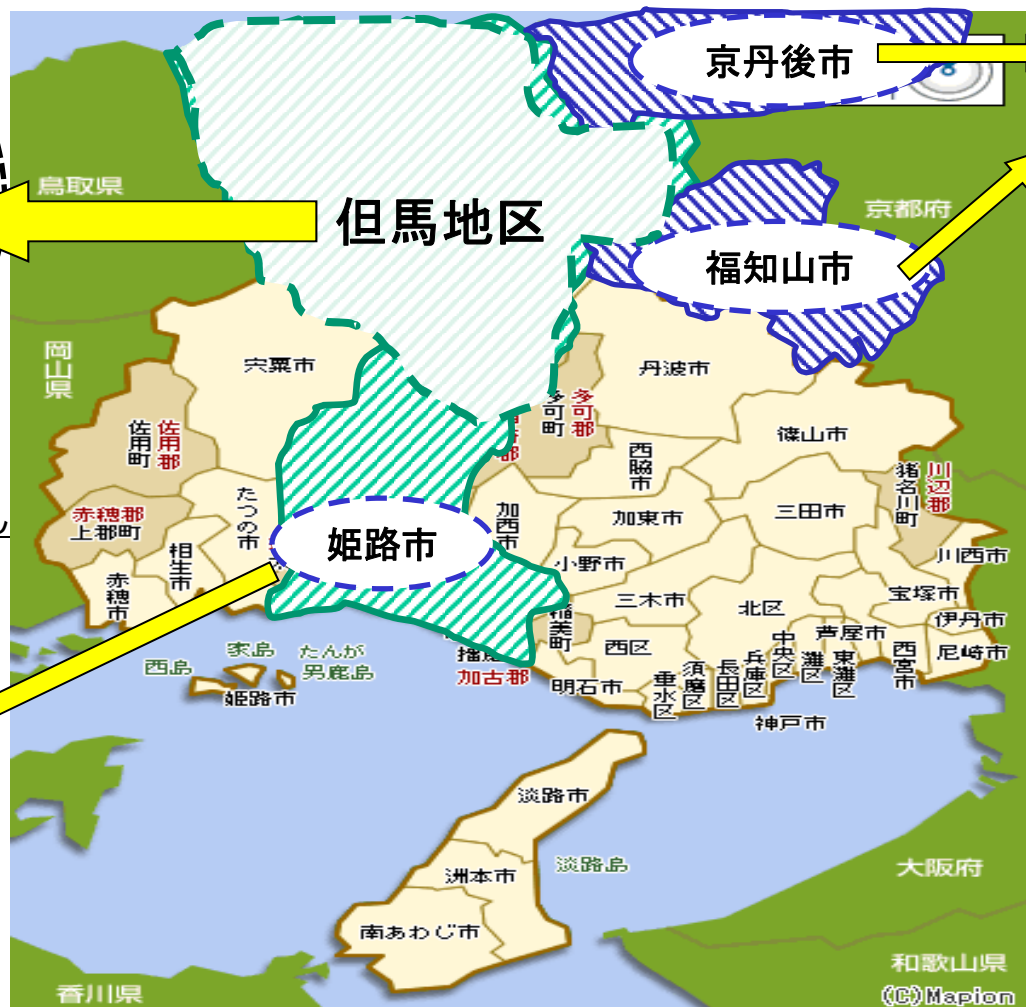 京丹後市
8
鳥取県
但馬地区
京都府
福知山市
岡山県
宍粟市
丹波市
多可郡
多可町
佐用郡
佐用町
篠山市
西脇市
川辺郡
猪名川町
赤穂郡
上郡町
たつの市
加西市
加東市
三田市
相生市
姫路市
小野市
川西市
赤穂市
三木市
北区
宝塚市
稲美町
西区
中央区
芦屋市
伊丹市
家島
たんが
男鹿島
西島
加古郡
明石市
垂水区
須磨区
長田区
兵庫区
灘区
東灘区
西宮市
尼崎市
姫路市
神戸市
淡路市
淡路島
洲本市
大阪府
南あわじ市
和歌山県
香川県
(C)Mapion